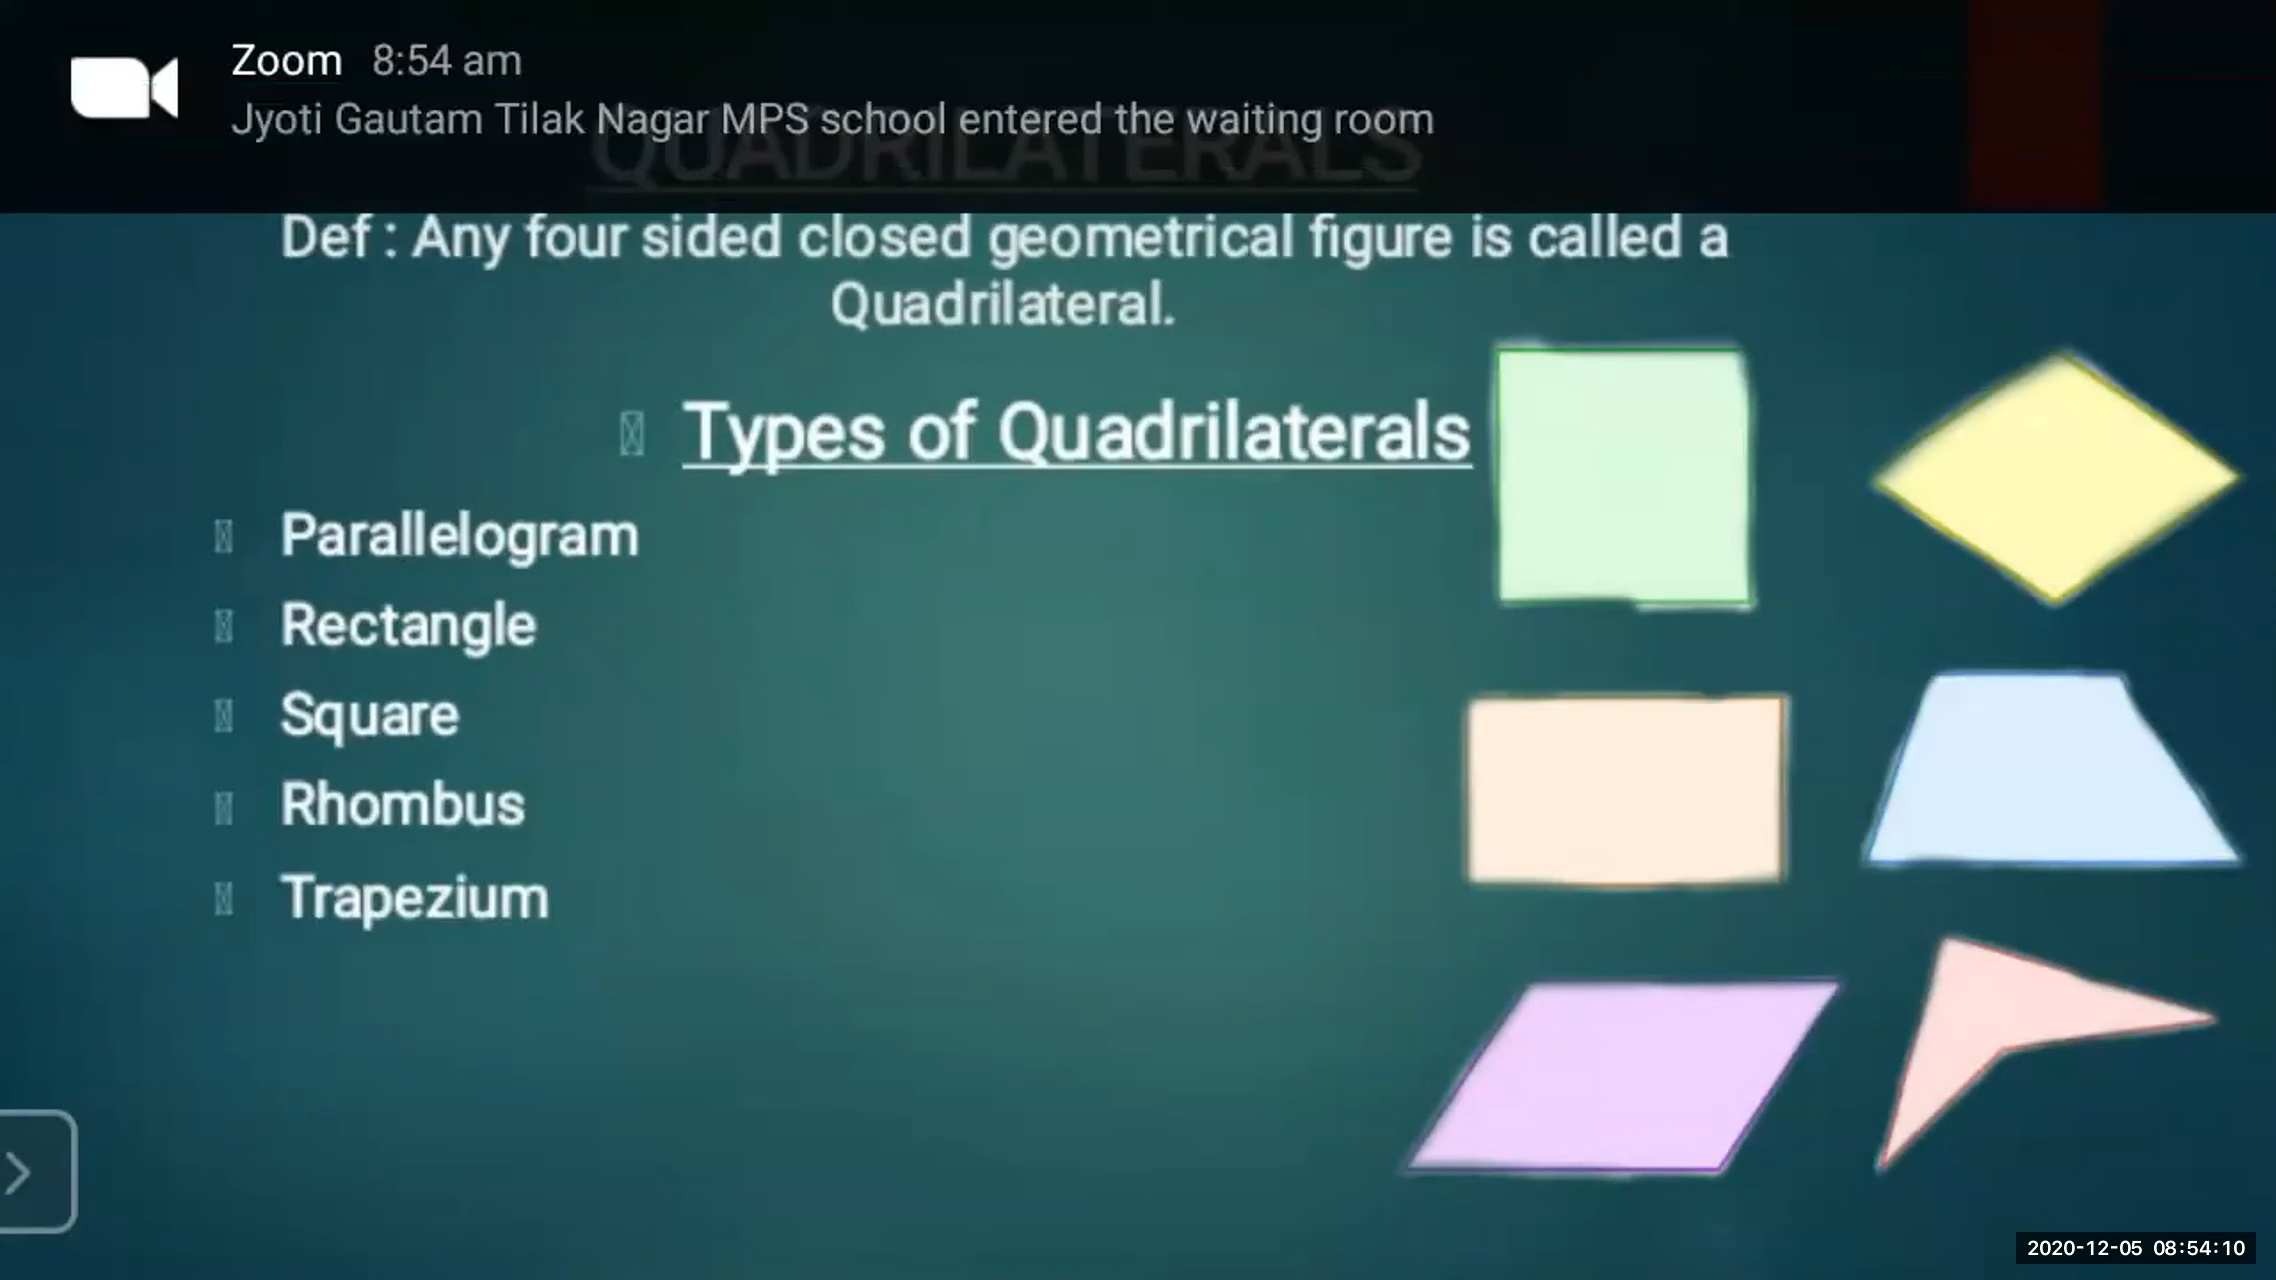 Zoom 8:54 am
Jyoti Gautam Tilak Nagar MPS school entered the waiting room
QUADRILATERALS
Def : Any four sided closed geometrical figure is called a
Quadrilateral.
Types of Quadrilaterals
Parallelogram
Rectangle
Square
Rhombus
Trapezium
2020-12-05 08:54:10